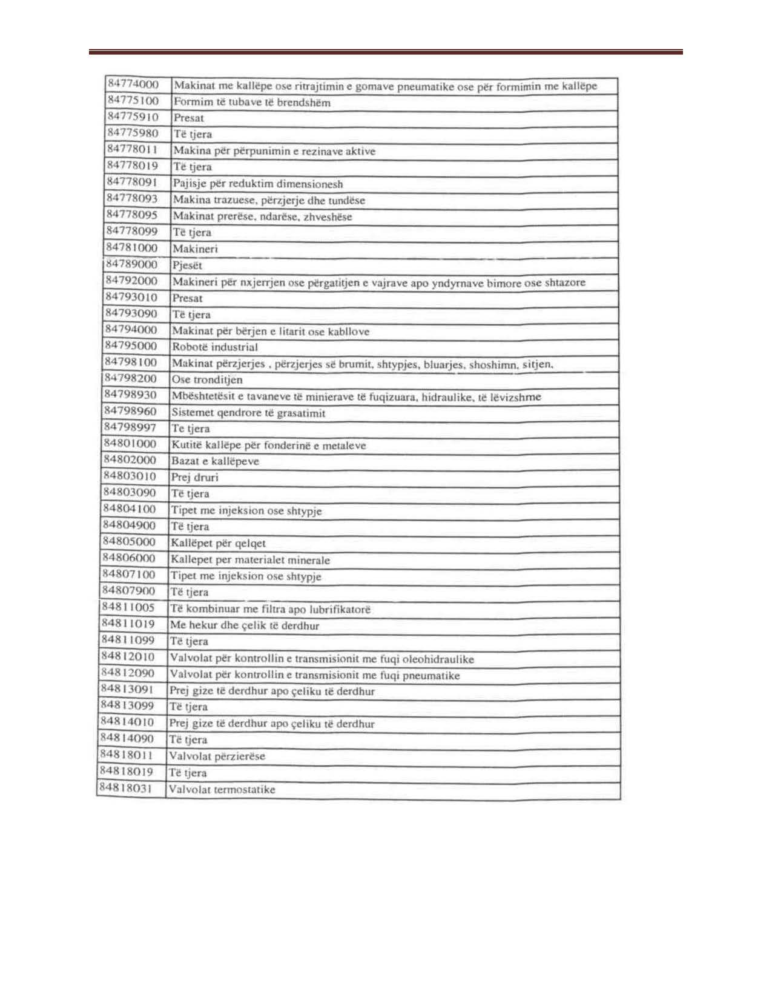 84774000 Makinat me kallëpe ose ritrajtimin e gomave pneumatike ose për formimin me kallëpe
84775100 Formim të tubave të brendshëm
84775910 Presat
84775980 Të tjera
84778011 Makina për përpunimin e rezinave aktive
84778019 Të tjera
84778091 Pajisje për reduktim dimensionesh
84778093 Makina trazuese, përzjerje dhe tundëse
84778095 Makinat prerëse, ndarëse, zhveshëse
84778099 Të tjera
84781000 Makineri
84789000 Pjesët
84792000 Makineri për nxjerrjen ose përgatitjen e vajrave apo yndyrnave bimore ose shtazore
84793010 Presat
84793090 Të tjera
84794000 Makinat për bërjen e litarit ose kabllove
84795000 Robotë industrial
84798100 Makinat përzjerjes , përzjerjes së brumit, shtypjes, bluarjes, shoshimn, sitjen,
84798200 Ose tronditjen
84798930 Mbështetësit e tavaneve të minierave të fuqizuara, hidraulike, të lëvizshme
84798960 Sistemet qendrore të grasatimit
84798997 Te tjera
84801000 Kutitë kallëpe për fonderinë e metaleve
84802000 Bazat e kallëpeve
84803010 Prej druri
84803090 Të tjera
84804100 Tipet me injeksion ose shtypje
84804900 Të tjera
84805000 Kallëpet për qelqet
84806000 Kallepet per materialet minerale
84807100 Tipet me injeksion ose shtypje
84807900 Të tjera
84811005 Të kombinuar me filtra apo lubrifikatorë
84811019 Me hekur dhe çelik të derdhur
84811099 Të tjera
84812010 Valvolat për kontrollin e transmisionit me fuqi oleohidraulike
84812090 Valvolat për kontrollin e transmisionit me fuqi pneumatike
84813091 Prej gize të derdhur apo çeliku të derdhur
84813099 Të tjera
84814010 Prej gize të derdhur apo çeliku të derdhur
84814090 Të tjera
84818011 Valvolat përzierëse
84818019 Të tjera
84818031 Valvolat termostatike